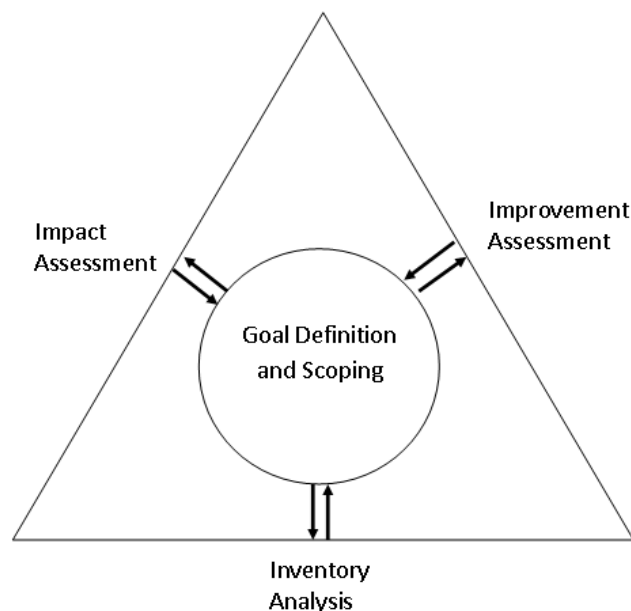 Impact
Assessment
Improvement
Assessment
Goal Definition
and Scoping
Inventory
Analysis